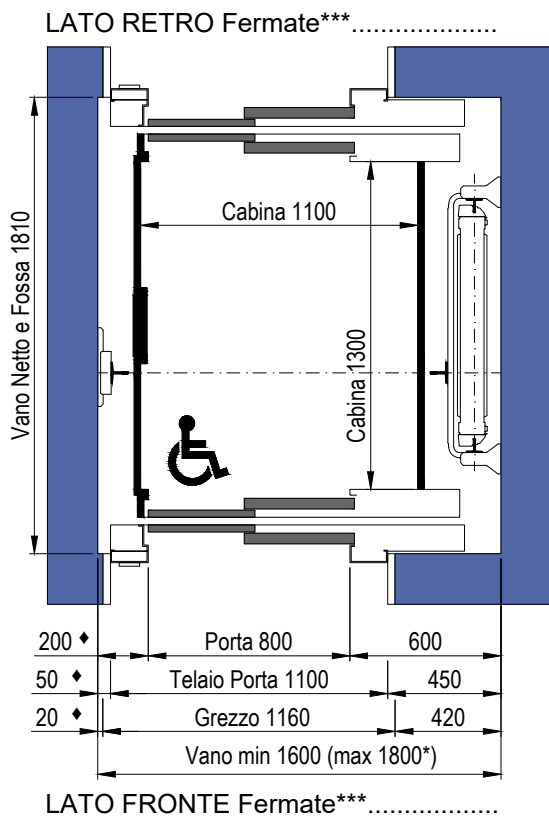 LATO RETRO Fermate***.....................
Vano Netto e Fossa 1810
Cabina 1100
Cabina 1300
200 ♦ Porta 800 600
50 ♦ Telaio Porta 1100 450
20 ♦ Grezzo 1160 420
Vano min 1600 (max 1800*)
LATO FRONTE Fermate***..................